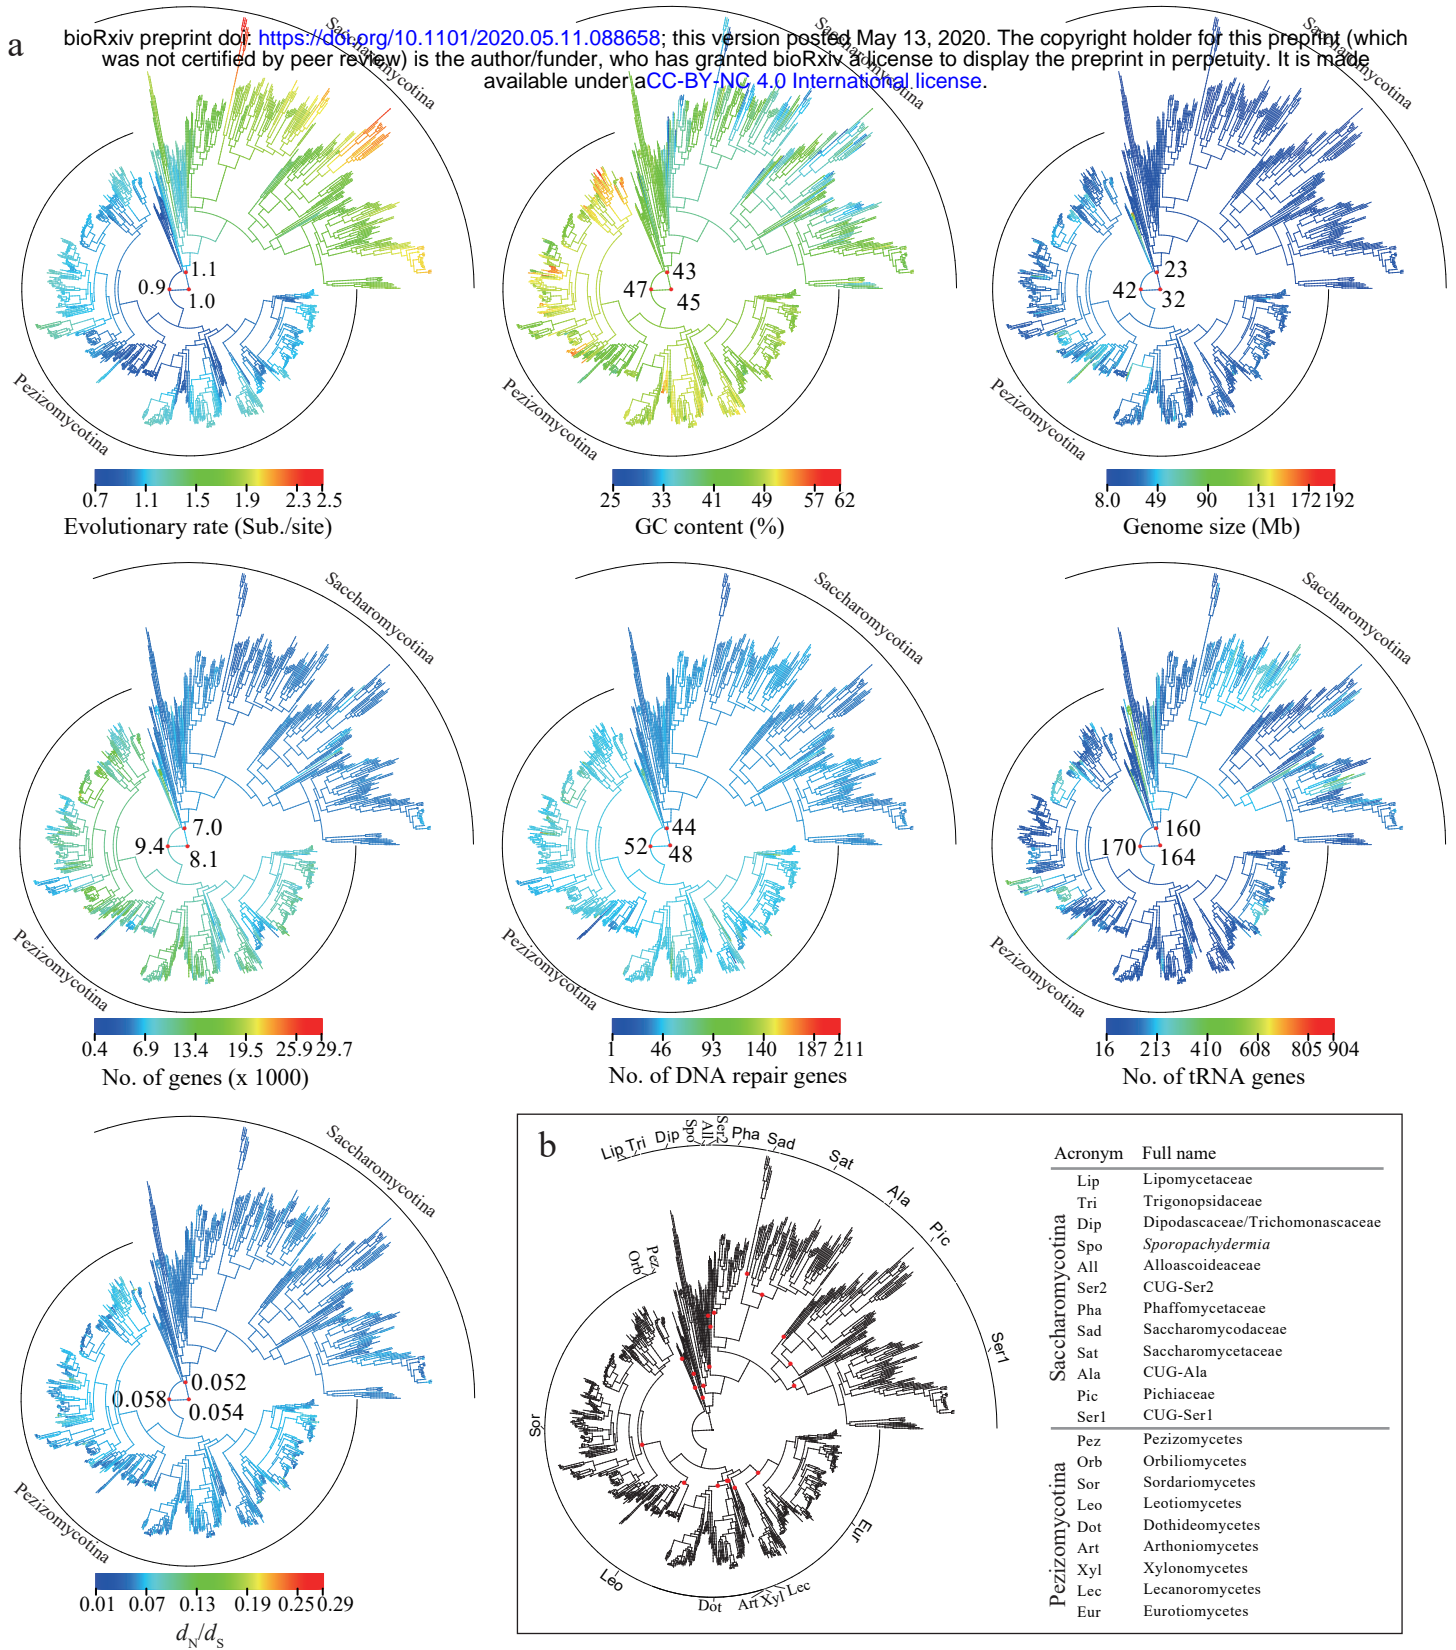 a
bioRxiv preprint doi: https://doi.org/10.1101/2020.05.11.088658; this version posted May 13, 2020. The copyright holder for this preprint (which
was not certified by peer review) is the author/funder, who has granted bioRxiv a license to display the preprint in perpetuity. It is made
available under aCC-BY-NC 4.0 International license.
Saccharomycotina
Saccharomycotina
Saccharomycotina
1.1
0.9
1.0
43
47
45
23
42
32
Pezizomycotina
Pezizomycotina
Pezizomycotina
0.7 1.1 1.5 1.9 2.3 2.5
Evolutionary rate (Sub./site)
25 33 41 49 57 62
GC content (%)
8.0 49 90 131 172 192
Genome size (Mb)
Saccharomycotina
Saccharomycotina
Saccharomycotina
7.0
9.4
8.1
44
52
48
160
170
164
Pezizomycotina
Pezizomycotina
Pezizomycotina
0.4 6.9 13.4 19.5 25.9 29.7
No. of genes (x 1000)
1 46 93 140 187 211
No. of DNA repair genes
16 213 410 608 805 904
No. of tRNA genes
Saccharomycotina
0.052
0.058
0.054
Pezizomycotina
0.01 0.07 0.13 0.19 0.25 0.29
dN/dS
b
Lip Tri Dip Spo All Ser2 Pha Sad Sat Ala Pic Ser1
Pez
Orb
Sor
Leo
Dot
Art
Xyl
Lec
Eur
Acronym Full name
Saccharomycotina
Lip Lipomycetaceae
Tri Trigonopsidaceae
Dip Dipodascaceae/Trichomonascaceae
Spo Sporopachydermia
All Alloascoideaceae
Ser2 CUG-Ser2
Pha Phaffomycetaceae
Sad Saccharomycodaceae
Sat Saccharomycetaceae
Ala CUG-Ala
Pic Pichiaceae
Ser1 CUG-Ser1
Pezizomycotina
Pez Pezizomycetes
Orb Orbiliomycetes
Sor Sordariomycetes
Leo Leotiomycetes
Dot Dothideomycetes
Art Arthoniomycetes
Xyl Xylonomycetes
Lec Lecanoromycetes
Eur Eurotiomycetes